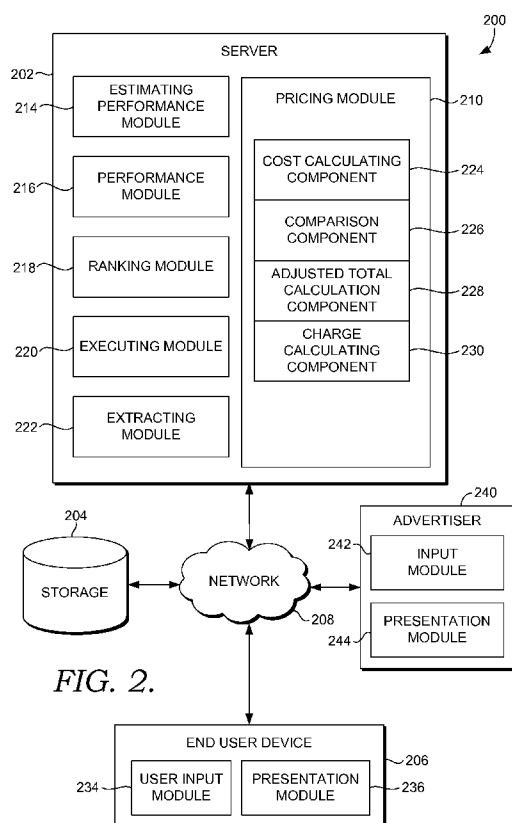 200
SERVER
202
ESTIMATING
PERFORMANCE
MODULE
214
PERFORMANCE
MODULE
216
RANKING MODULE
218
EXECUTING MODULE
220
EXTRACTING
MODULE
222
PRICING MODULE
210
COST CALCULATING
COMPONENT
224
COMPARISON
COMPONENT
226
ADJUSTED TOTAL
CALCULATION
COMPONENT
228
CHARGE
CALCULATING
COMPONENT
230
204
STORAGE
NETWORK
208
240
ADVERTISER
242
INPUT
MODULE
244
PRESENTATION
MODULE
FIG. 2.
END USER DEVICE
206
234
USER INPUT
MODULE
PRESENTATION
MODULE
236